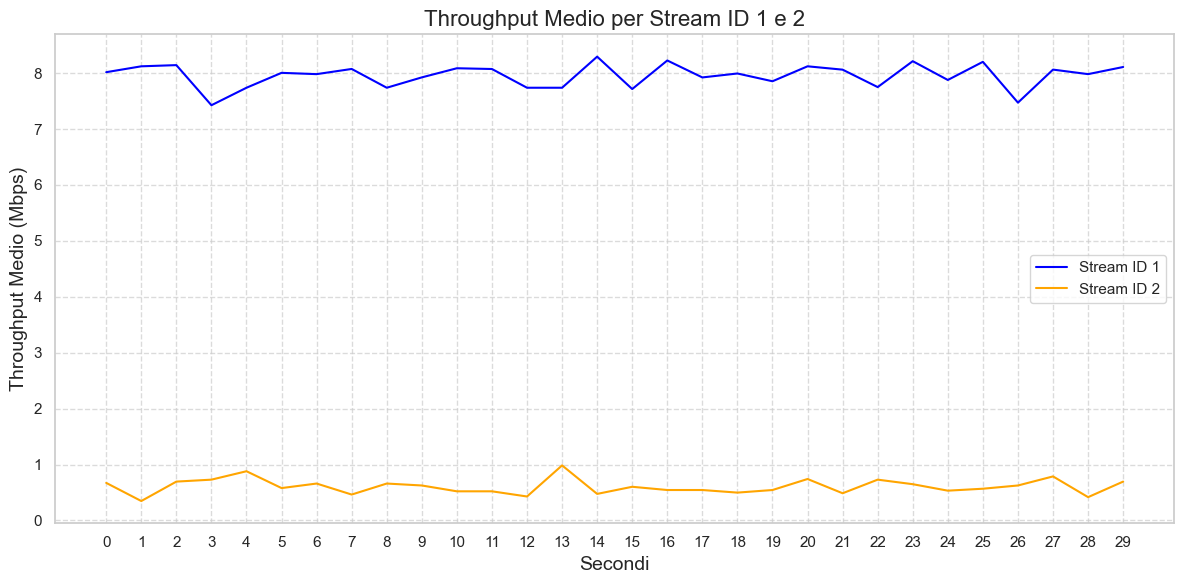 Throughput Medio per Stream ID 1 e 2
Throughput Medio (Mbps)
8
7
6
5
4
3
2
1
0
Stream ID 1
Stream ID 2
0 1 2 3 4 5 6 7 8 9 10 11 12 13 14 15 16 17 18 19 20 21 22 23 24 25 26 27 28 29
Secondi